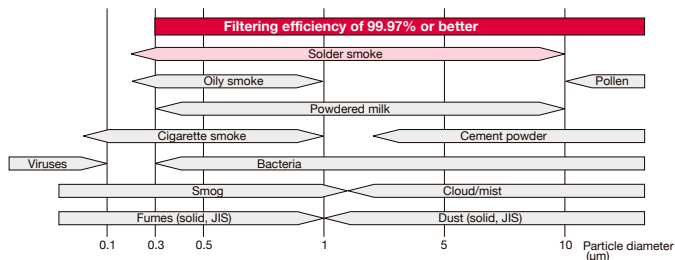 Filtering efficiency of 99.97% or better
Solder smoke
Oily smoke
Pollen
Powdered milk
Cigarette smoke
Cement powder
Viruses
Bacteria
Smog
Cloud/mist
Fumes (solid, JIS)
Dust (solid, JIS)
0.1 0.3 0.5 1 5 10 Particle diameter
(um)